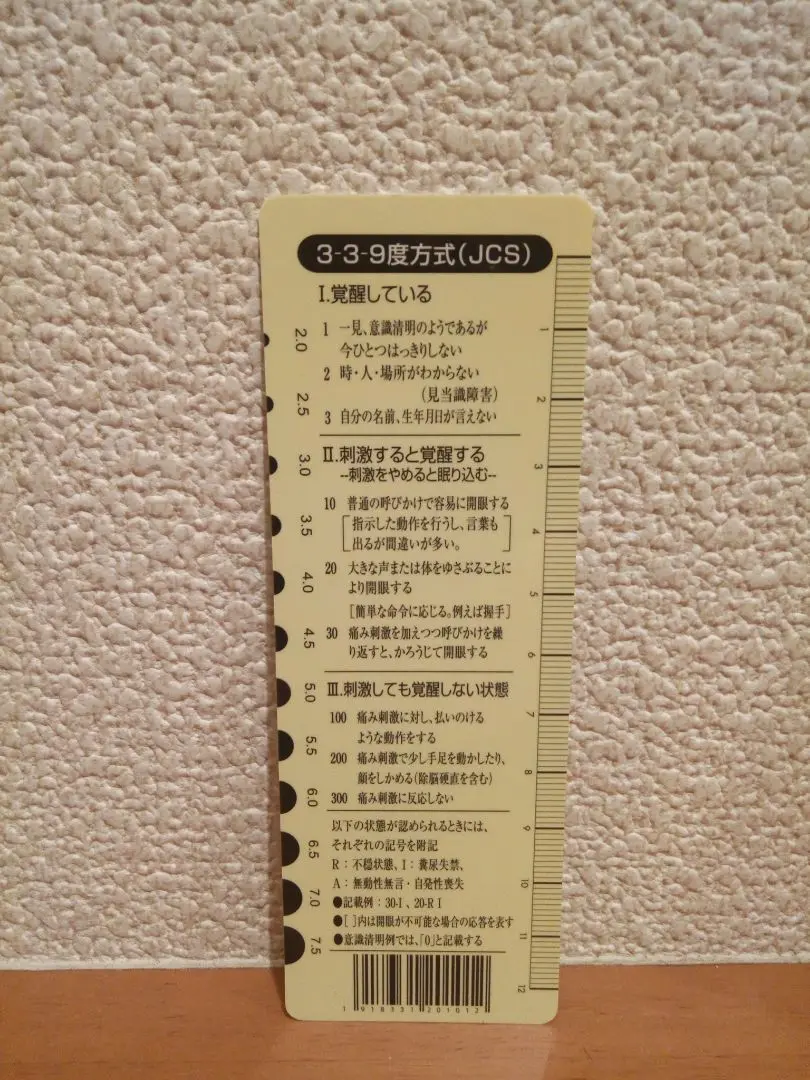 3-3-9度方式(JCS)
Ⅰ.覚醒している
1 一見、意識清明のようであるが
今ひとつはっきりしない
2 時・人・場所がわからない
(見当識障害)
3 自分の名前、生年月日が言えない
Ⅱ.刺激すると覚醒する
--刺激をやめると眠り込む--
10 普通の呼びかけで容易に開眼する
[指示した動作を行うし、言葉も
出るが間違いが多い。]
20 大きな声または体をゆさぶることに
より開眼する
[簡単な命令に応じる。例えば握手]
30 痛み刺激を加えつつ呼びかけを繰
り返すと、かろうじて開眼する
Ⅲ.刺激しても覚醒しない状態
100 痛み刺激に対し、払いのける
ような動作をする
200 痛み刺激で少し手足を動かしたり、
顔をしかめる(除脳硬直を含む)
300 痛み刺激に反応しない
以下の状態が認められるときには、
それぞれの記号を附記
R：不穏状態、I：糞尿失禁、
A：無動性無言・自発性喪失
●記載例：30-I、20-R I
●[ ]内は開眼が不可能な場合の応答を表す
●意識清明例では、「0」と記載する
1 918331 201012
2.0
2.5
3.0
3.5
4.0
4.5
5.0
5.5
6.0
6.5
7.0
7.5
1
2
3
4
5
6
7
8
9
10
11
12